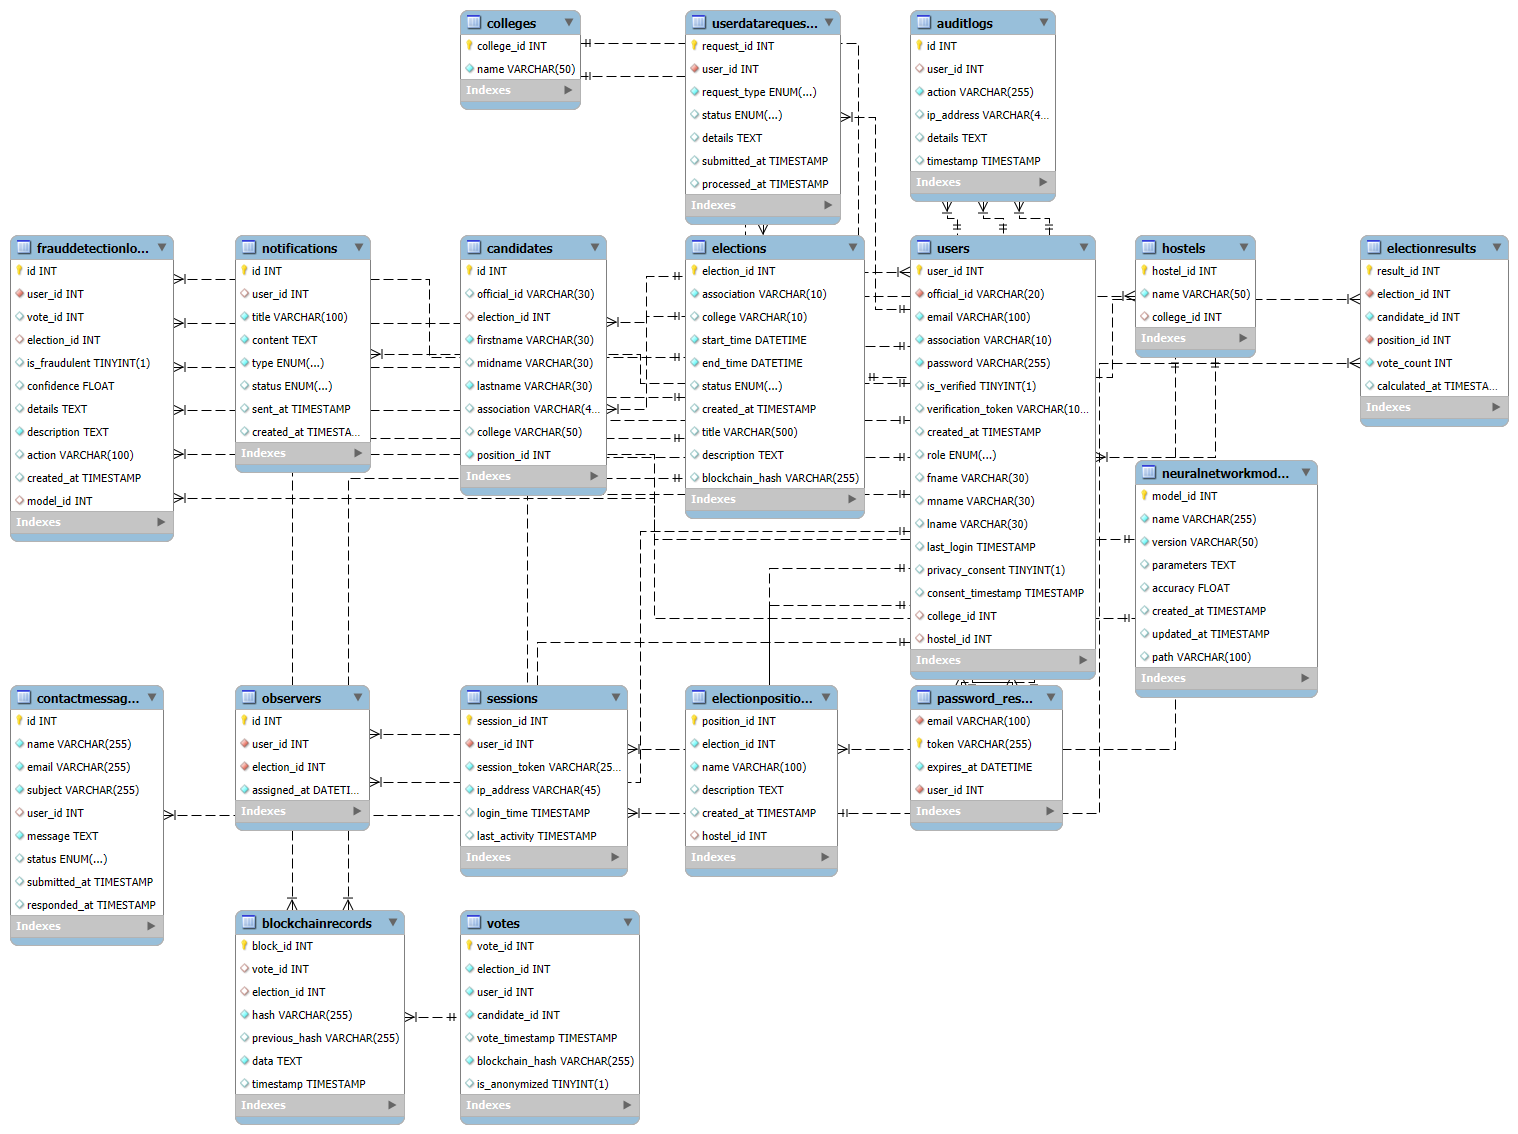 colleges
college_id INT
name VARCHAR(50)
Indexes
userdatareques...
request_id INT
user_id INT
request_type ENUM(...)
status ENUM(...)
details TEXT
submitted_at TIMESTAMP
processed_at TIMESTAMP
Indexes
auditlogs
id INT
user_id INT
action VARCHAR(255)
ip_address VARCHAR(4...
details TEXT
timestamp TIMESTAMP
Indexes
frauddetectionlo...
id INT
user_id INT
vote_id INT
election_id INT
is_fraudulent TINYINT(1)
confidence FLOAT
details TEXT
description TEXT
action VARCHAR(100)
created_at TIMESTAMP
model_id INT
Indexes
notifications
id INT
user_id INT
title VARCHAR(100)
content TEXT
type ENUM(...)
status ENUM(...)
sent_at TIMESTAMP
created_at TIMESTA...
Indexes
candidates
id INT
official_id VARCHAR(30)
election_id INT
firstname VARCHAR(30)
midname VARCHAR(30)
lastname VARCHAR(30)
association VARCHAR(4...
college VARCHAR(50)
position_id INT
Indexes
elections
election_id INT
association VARCHAR(10)
college VARCHAR(10)
start_time DATETIME
end_time DATETIME
status ENUM(...)
created_at TIMESTAMP
title VARCHAR(500)
description TEXT
blockchain_hash VARCHAR(255)
Indexes
users
user_id INT
official_id VARCHAR(20)
email VARCHAR(100)
association VARCHAR(10)
password VARCHAR(255)
is_verified TINYINT(1)
verification_token VARCHAR(10...
created_at TIMESTAMP
role ENUM(...)
fname VARCHAR(30)
mname VARCHAR(30)
lname VARCHAR(30)
last_login TIMESTAMP
privacy_consent TINYINT(1)
consent_timestamp TIMESTAMP
college_id INT
hostel_id INT
Indexes
hostels
hostel_id INT
name VARCHAR(50)
college_id INT
Indexes
electionresults
result_id INT
election_id INT
candidate_id INT
position_id INT
vote_count INT
calculated_at TIMESTA...
Indexes
neuralnetworkmod...
model_id INT
name VARCHAR(255)
version VARCHAR(50)
parameters TEXT
accuracy FLOAT
created_at TIMESTAMP
updated_at TIMESTAMP
path VARCHAR(100)
Indexes
contactmessag...
id INT
name VARCHAR(255)
email VARCHAR(255)
subject VARCHAR(255)
user_id INT
message TEXT
status ENUM(...)
submitted_at TIMESTAMP
responded_at TIMESTAMP
Indexes
observers
id INT
user_id INT
election_id INT
assigned_at DATETI...
Indexes
sessions
session_id INT
user_id INT
session_token VARCHAR(25...
ip_address VARCHAR(45)
login_time TIMESTAMP
last_activity TIMESTAMP
Indexes
electionpositio...
position_id INT
election_id INT
name VARCHAR(100)
description TEXT
created_at TIMESTAMP
hostel_id INT
Indexes
password_res...
email VARCHAR(100)
token VARCHAR(255)
expires_at DATETIME
user_id INT
Indexes
blockchainrecords
block_id INT
vote_id INT
election_id INT
hash VARCHAR(255)
previous_hash VARCHAR(255)
data TEXT
timestamp TIMESTAMP
Indexes
votes
vote_id INT
election_id INT
user_id INT
candidate_id INT
vote_timestamp TIMESTAMP
blockchain_hash VARCHAR(255)
is_anonymized TINYINT(1)
Indexes